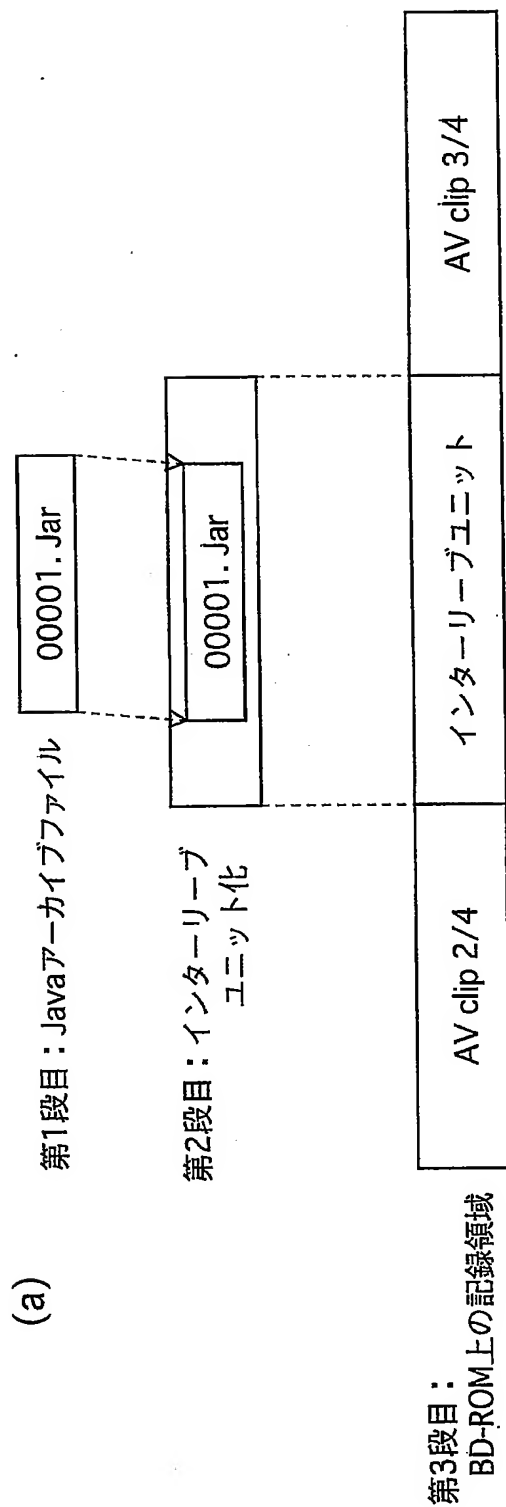 (a)
第1段目：Javaアーカイブファイル
00001. Jar
第2段目：インターリーブ
ユニット化
00001. Jar
第3段目：
BD-ROM上の記録領域
AV clip 2/4
インターリーブユニット
AV clip 3/4